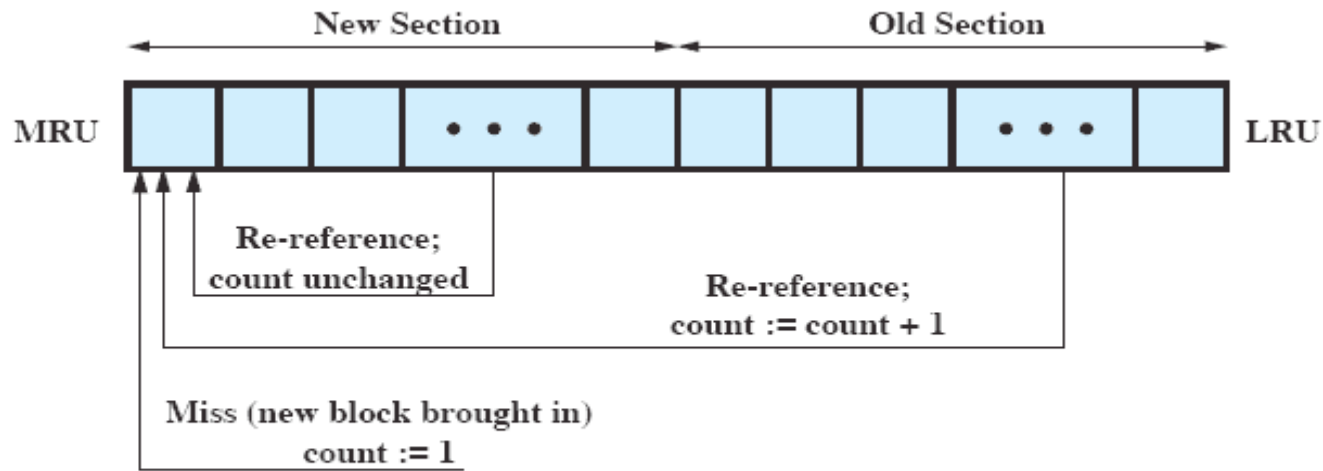 New Section
Old Section
MRU
• • •
• • •
LRU
Re-reference;
count unchanged
Re-reference;
count := count + 1
Miss (new block brought in)
count := 1